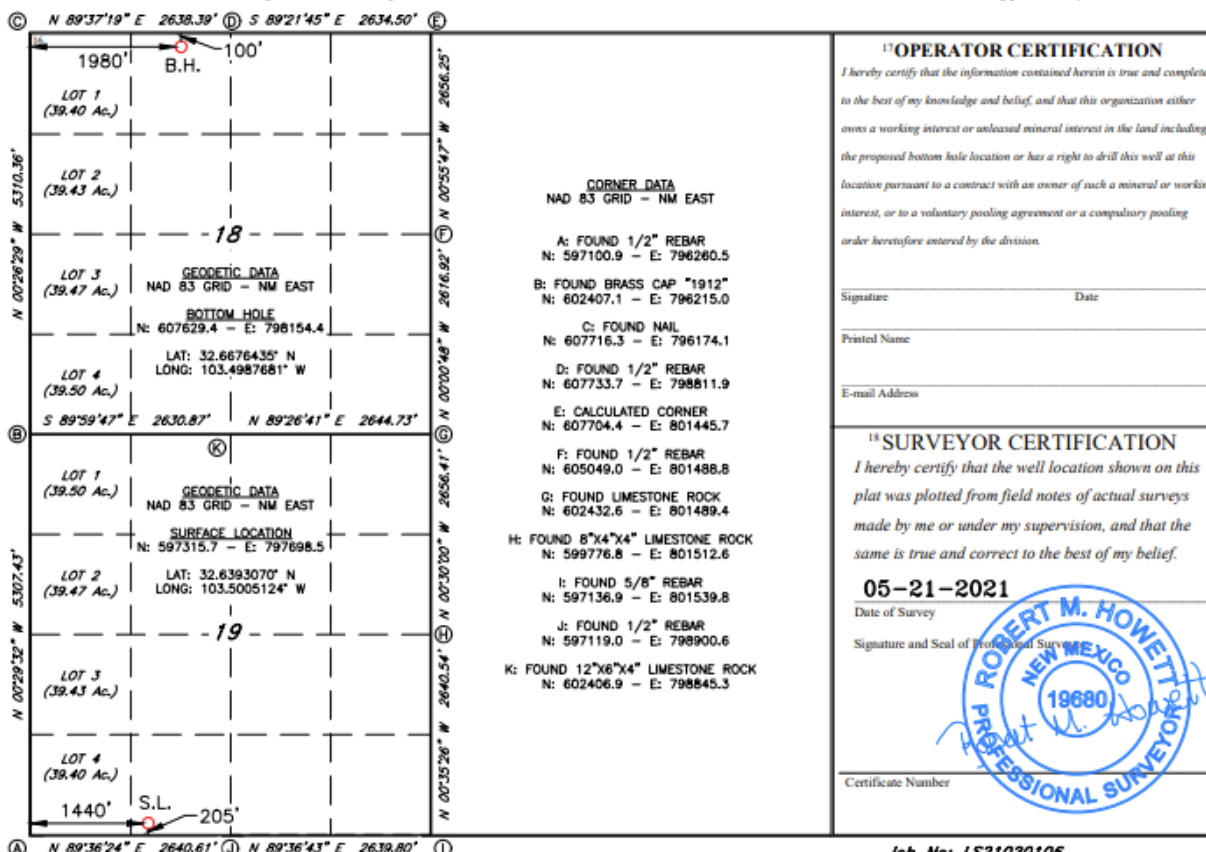 C N 89°37'19" E 2638.39' D S 89°21'45" E 2634.50' E
16
1980'
100'
B.H.
LOT 1
(39.40 Ac.)
LOT 2
(39.43 Ac.)
N 00°26'29" W 5310.36'
18
LOT 3
(39.47 Ac.)
GEODETIC DATA
NAD 83 GRID - NM EAST
BOTTOM HOLE
N: 607629.4 - E: 798154.4
LAT: 32.6676435° N
LONG: 103.4987681° W
LOT 4
(39.50 Ac.)
S 89°59'47" E 2630.87' N 89°26'41" E 2644.73'
N 00°55'47" W 2656.25'
F
N 00°00'48" W 2616.92'
B
G
K
LOT 1
(39.50 Ac.)
GEODETIC DATA
NAD 83 GRID - NM EAST
SURFACE LOCATION
N: 597315.7 - E: 797698.5
LAT: 32.6393070° N
LONG: 103.5005124° W
LOT 2
(39.47 Ac.)
N 00°29'32" W 5307.43'
19
LOT 3
(39.43 Ac.)
LOT 4
(39.40 Ac.)
1440'
S.L.
205'
N 00°30'00" W 2656.41'
H
N 00°35'26" W 2640.54'
A N 89°36'24" E 2640.61' J N 89°36'43" E 2639.80' I
CORNER DATA
NAD 83 GRID - NM EAST
A: FOUND 1/2" REBAR
N: 597100.9 - E: 796260.5
B: FOUND BRASS CAP "1912"
N: 602407.1 - E: 796215.0
C: FOUND NAIL
N: 607716.3 - E: 796174.1
D: FOUND 1/2" REBAR
N: 607733.7 - E: 798811.9
E: CALCULATED CORNER
N: 607704.4 - E: 801445.7
F: FOUND 1/2" REBAR
N: 605049.0 - E: 801488.8
G: FOUND LIMESTONE ROCK
N: 602432.6 - E: 801489.4
H: FOUND 8"X4"X4" LIMESTONE ROCK
N: 599776.8 - E: 801512.6
I: FOUND 5/8" REBAR
N: 597136.9 - E: 801539.8
J: FOUND 1/2" REBAR
N: 597119.0 - E: 798900.6
K: FOUND 12"X6"X4" LIMESTONE ROCK
N: 602406.9 - E: 798845.3
17 OPERATOR CERTIFICATION
I hereby certify that the information contained herein is true and complete
to the best of my knowledge and belief, and that this organization either
owns a working interest or unleased mineral interest in the land including
the proposed bottom hole location or has a right to drill this well at this
location pursuant to a contract with an owner of such a mineral or workin
interest, or to a voluntary pooling agreement or a compulsory pooling
order heretofore entered by the division.
Signature Date
Printed Name
E-mail Address
18 SURVEYOR CERTIFICATION
I hereby certify that the well location shown on this
plat was plotted from field notes of actual surveys
made by me or under my supervision, and that the
same is true and correct to the best of my belief.
05-21-2021
Date of Survey
Signature and Seal of Professional Surveyor
ROBERT M. HOWETT
NEW MEXICO
19680
PROFESSIONAL SURVEYOR
Robert M. Howett
Certificate Number
Job No: LS21030106